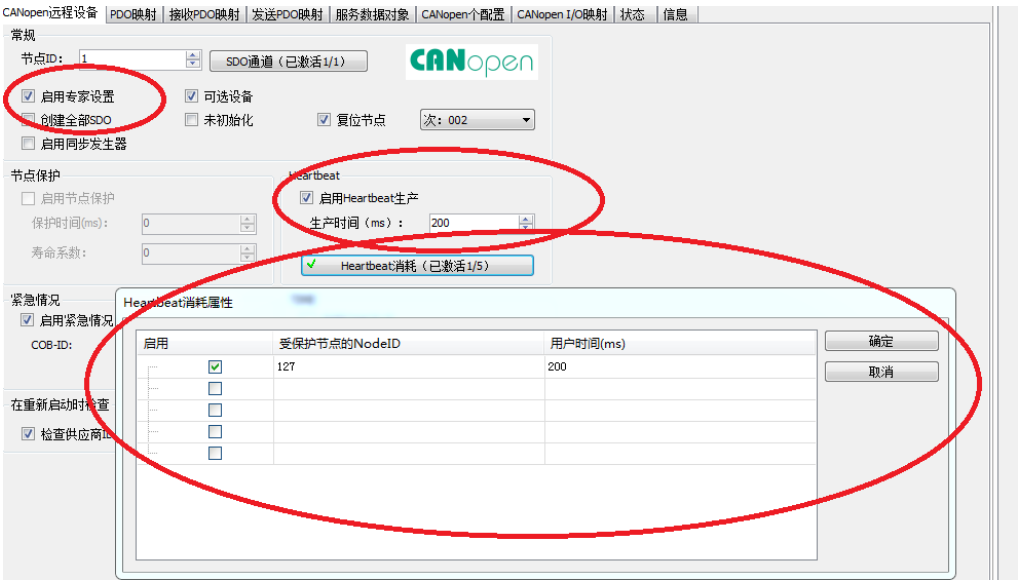 CANopen远程设备 PDO映射 接收PDO映射 发送PDO映射 服务数据对象 CANopen个配置 CANopen I/O映射 状态 信息
常规
节点ID: 1 SDO通道（已激活1/1） CANopen
启用专家设置 可选设备
创建全部SDO 未初始化 复位节点 次: 002
启用同步发生器
节点保护 Heartbeat
启用节点保护 启用Heartbeat生产
保护时间(ms): 0 生产时间（ms）: 200
寿命系数: 0 Heartbeat消耗（已激活1/5）
紧急情况 Heartbeat消耗属性
启用紧急情况
COB-ID: 启用 受保护节点的NodeID 用户时间(ms) 确定
127 200 取消
在重新启动时检查
检查供应商ID